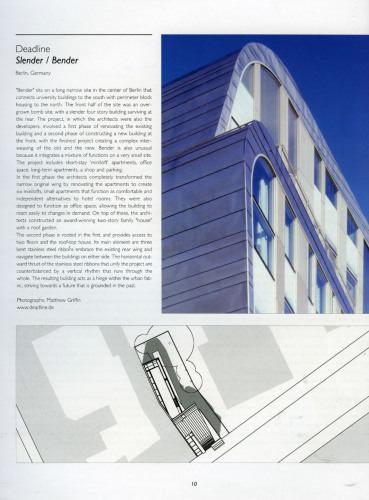 Deadline
Slender / Bender
Berlin, Germany
"Bender" sits on a long narrow site in the center of Berlin that
connects university buildings to the south with perimeter block
housing to the north. The front half of the site was an over-
grown bomb site, with a slender four story building surviving at
the rear. The project, in which the architects were also the
developers, involved a first phase of renovating the existing
building and a second phase of constructing a new building at
the front, with the finished project creating a complex inter-
weaving of the old and the new. Bender is also unusual
because it integrates a mixture of functions on a very small site.
The project includes short-stay 'miniloft' apartments, office
space, long-term apartments, a shop and parking.
In the first phase the architects completely transformed the
narrow original wing by renovating the apartments to create
six minilofts, small apartments that function as comfortable and
independent alternatives to hotel rooms. They were also
designed to function as office space, allowing the building to
react easily to changes in demand. On top of these, the archi-
tects constructed an award-winning two-story family "house"
with a roof garden.
The second phase is rooted in the first, and provides access to
two floors and the rooftop house. Its main element are three
bent stainless steel ribbons embrace the existing rear wing and
navigate between the buildings on either side. The horizontal out-
ward thrust of the stainless steel ribbons that unify the project are
counterbalanced by a vertical rhythm that runs through the
whole. The resulting building acts as a hinge within the urban fab-
ric, striving towards a future that is grounded in the past.
Photographs: Matthew Griffin
www.deadline.de
10